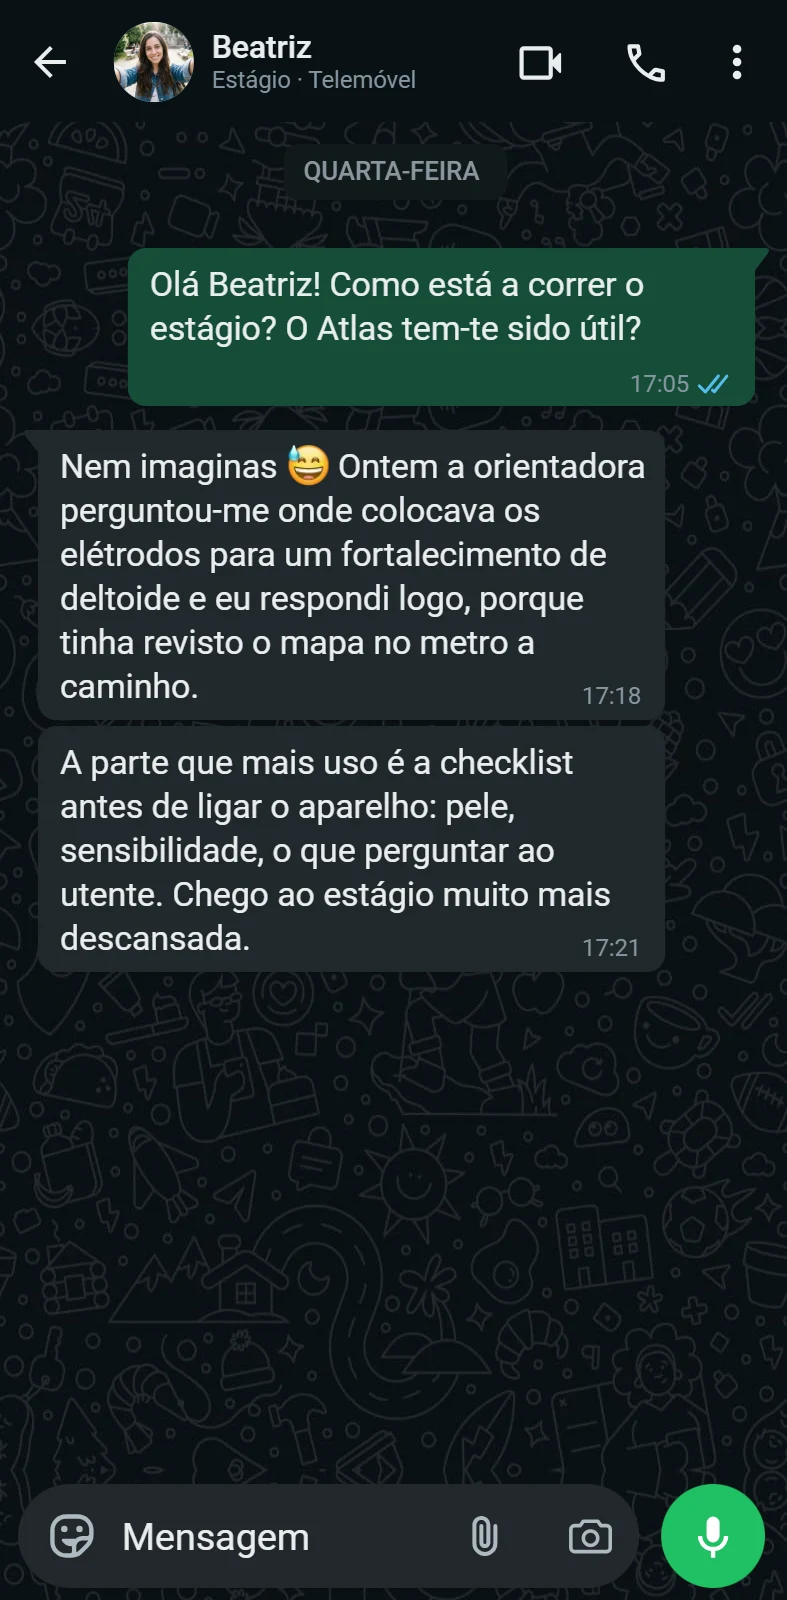 Beatriz
Estágio · Telemóvel
QUARTA-FEIRA
Olá Beatriz! Como está a correr o
estágio? O Atlas tem-te sido útil?
17:05
Nem imaginas 😅 Ontem a orientadora
perguntou-me onde colocava os
elétrodos para um fortalecimento de
deltoide e eu respondi logo, porque
tinha revisto o mapa no metro a
caminho.
17:18
A parte que mais uso é a checklist
antes de ligar o aparelho: pele,
sensibilidade, o que perguntar ao
utente. Chego ao estágio muito mais
descansada.
17:21
Mensagem